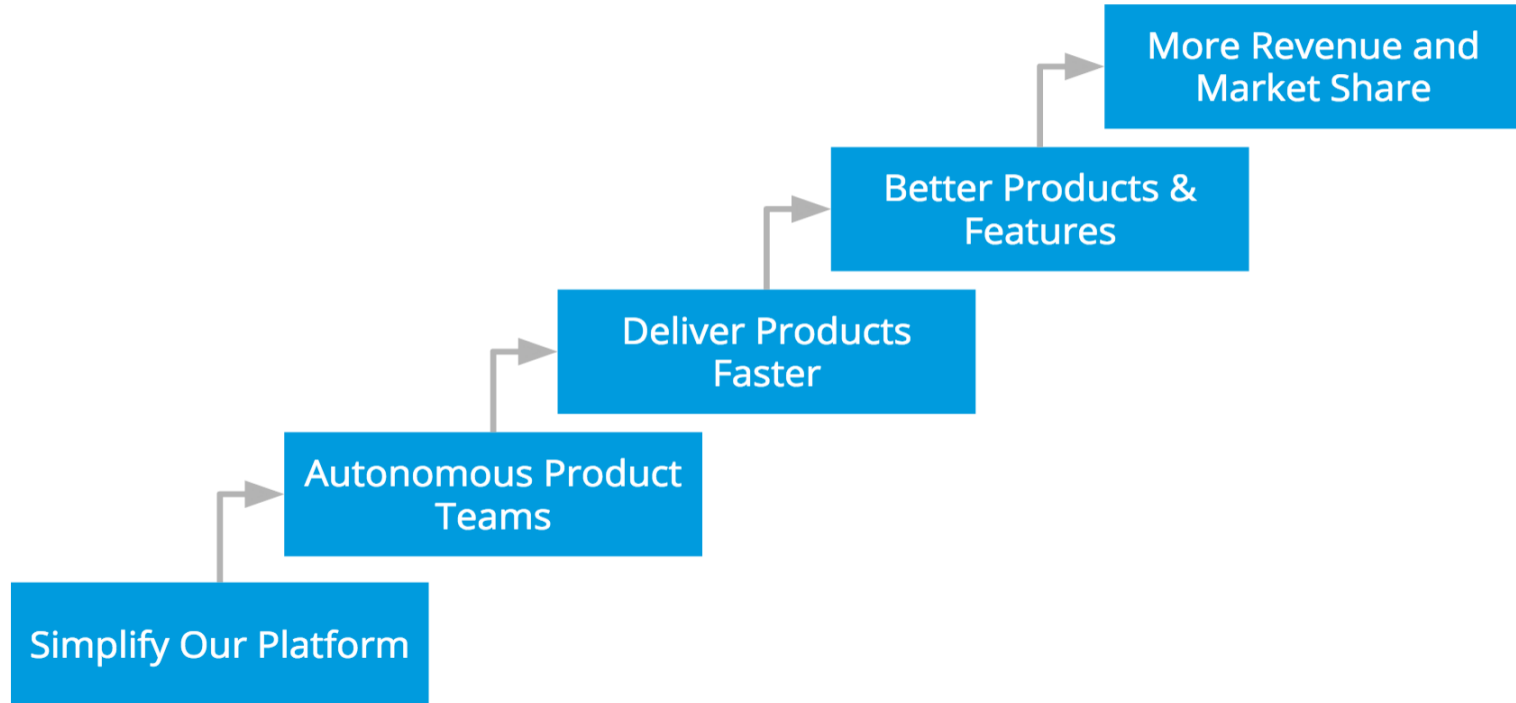 More Revenue and
Market Share
Better Products &
Features
Deliver Products
Faster
Autonomous Product
Teams
Simplify Our Platform